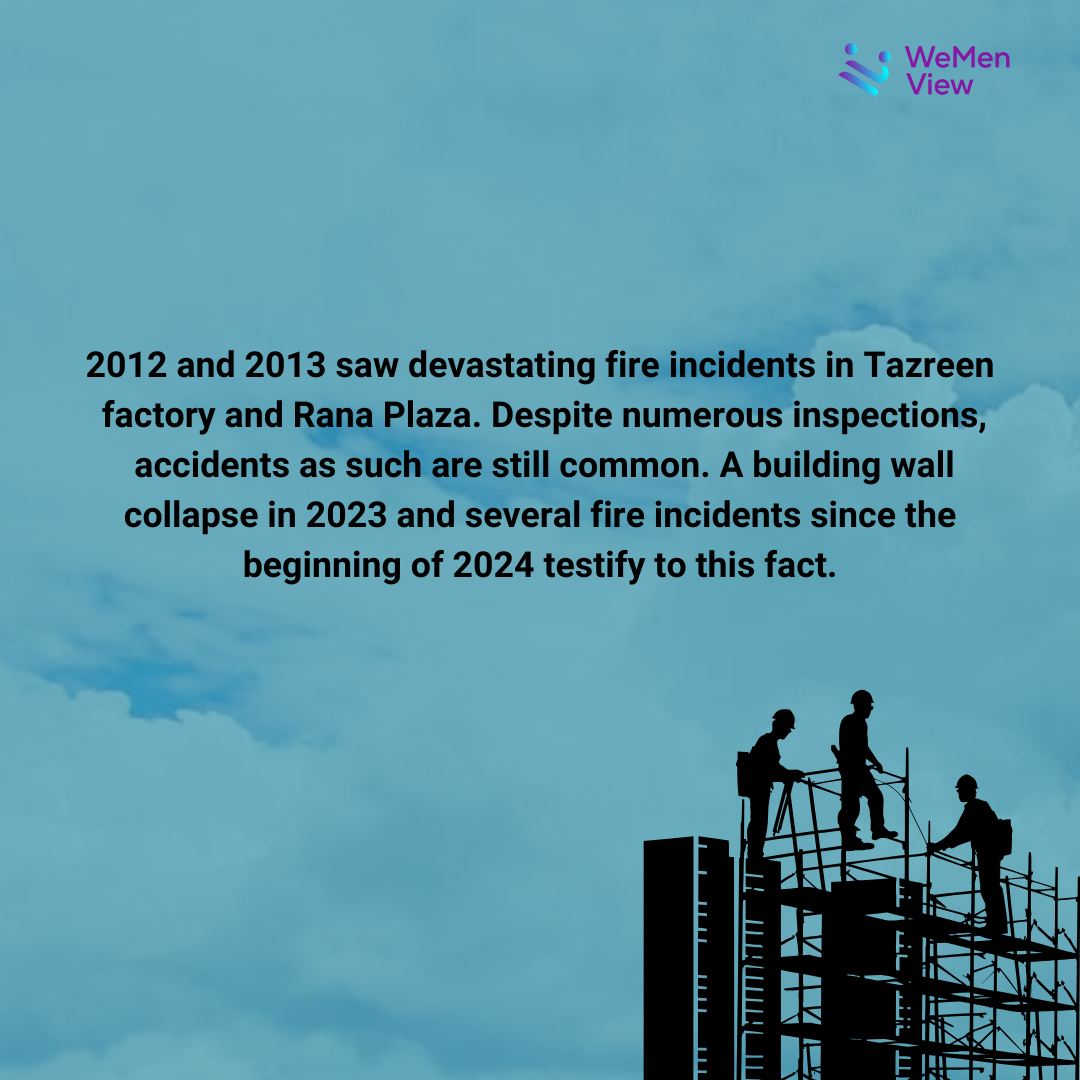 WeMen
View
2012 and 2013 saw devastating fire incidents in Tazreen
factory and Rana Plaza. Despite numerous inspections,
accidents as such are still common. A building wall
collapse in 2023 and several fire incidents since the
beginning of 2024 testify to this fact.